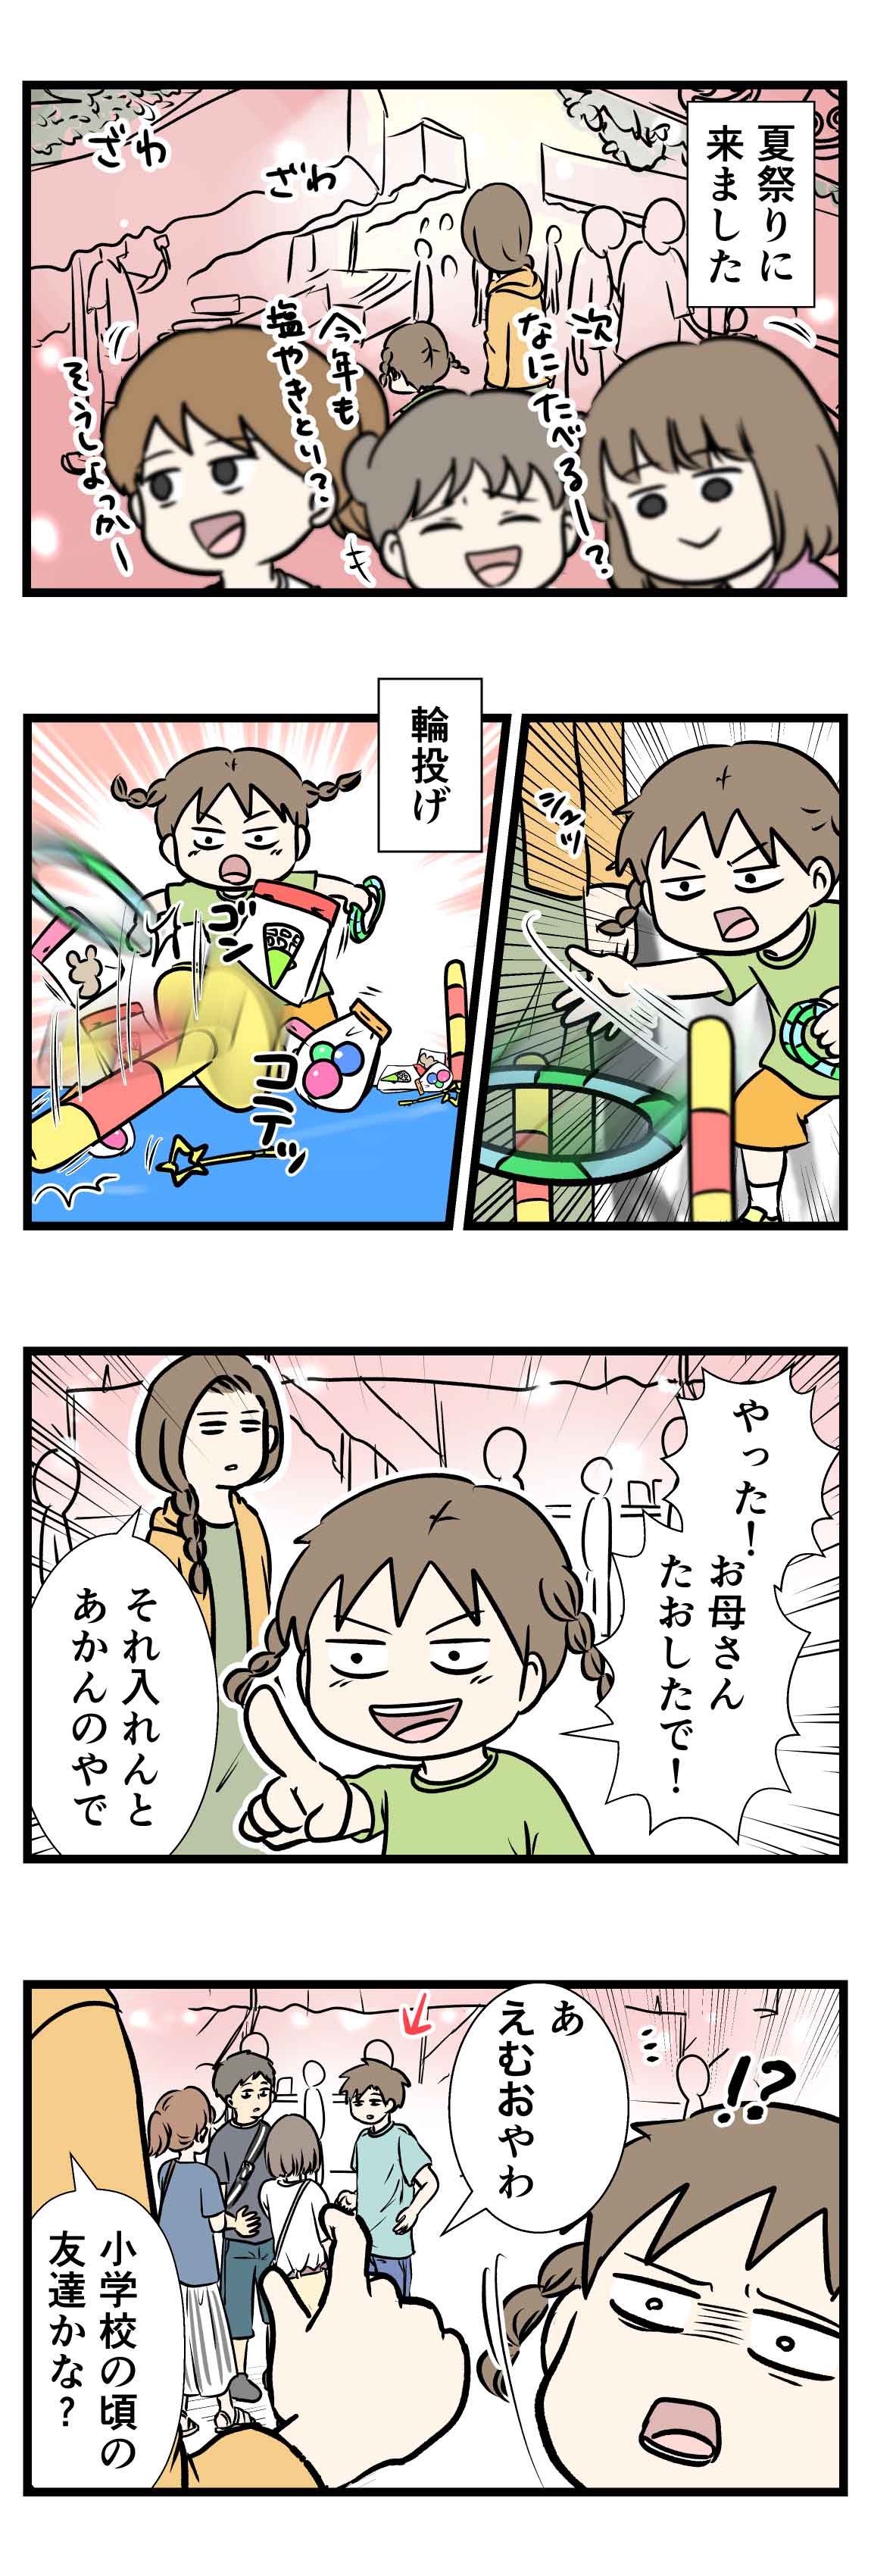 夏祭りに
来ました
ざわ
ざわ
次
なにたべるー?
今年も
塩やきとり?
そうしよっかー
シュッ
輪投げ
ゴン
コテッ
やった!
お母さん
たおしたで!
それ入れんと
あかんのやで
!?
あ
えむおやわ
小学校の頃の
友達かな?